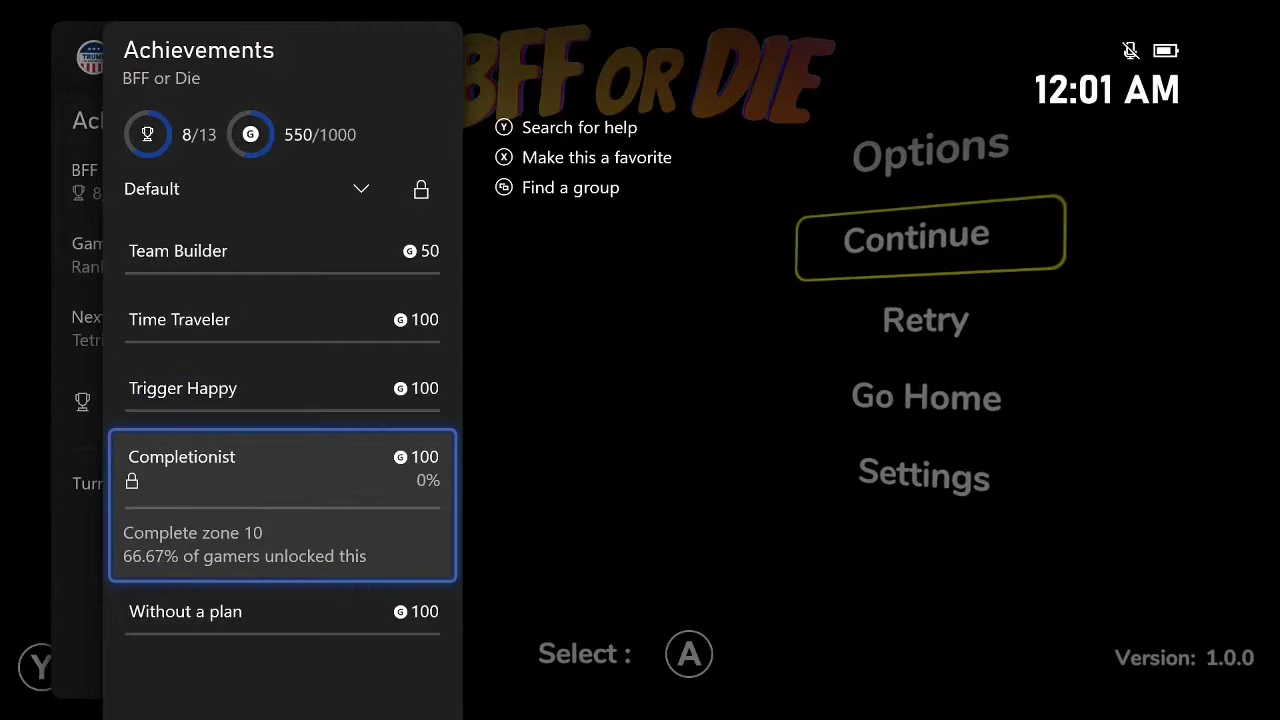 Achievements
BFF or Die
8/13
G
550/1000
Default
Team Builder
G 50
Time Traveler
G 100
Trigger Happy
G 100
Completionist
G 100
0%
Complete zone 10
66.67% of gamers unlocked this
Without a plan
G 100
TRUMP
BFF
8
Y Search for help
X Make this a favorite
Find a group
BFF OR DIE
12:01 AM
Options
Continue
Retry
Go Home
Settings
Y
Select : A
Version: 1.0.0